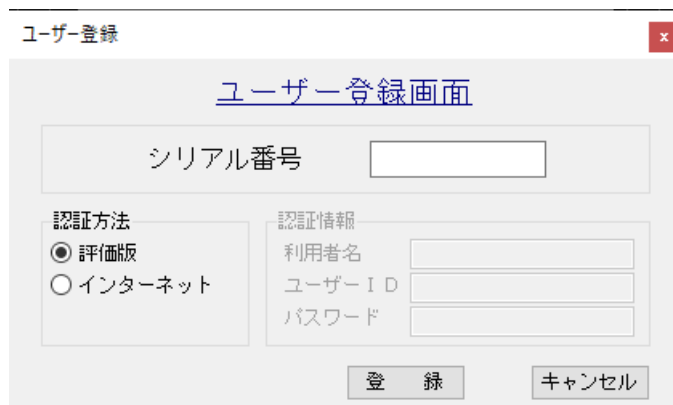 ユーザー登録
x
ユーザー登録画面
シリアル番号
認証方法
評価版
インターネット
認証情報
利用者名
ユーザーＩＤ
パスワード
登　録
キャンセル